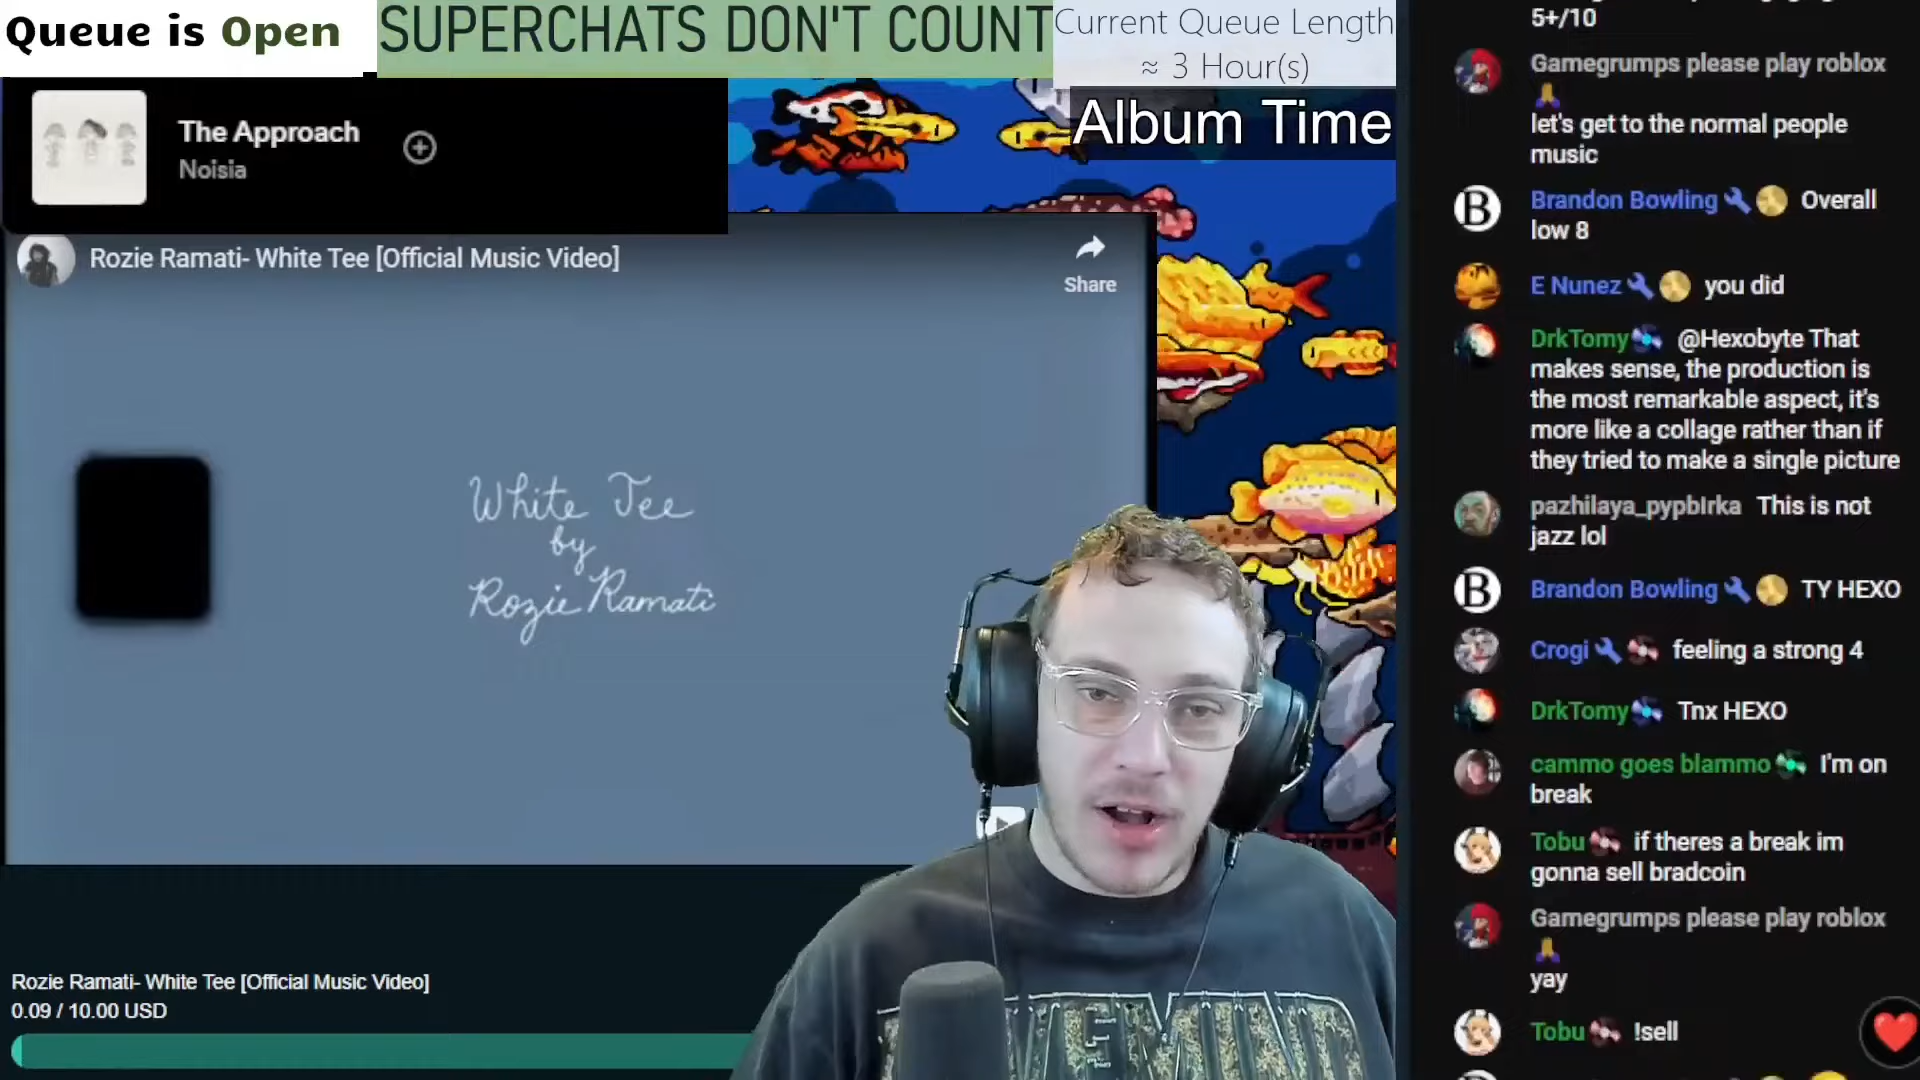 Queue is Open
SUPERCHATS DON'T COUNT
Current Queue Length
≈ 3 Hour(s)
Album Time
The Approach
Noisia
Rozie Ramati- White Tee [Official Music Video]
Share
White Tee
by
Rozie Ramati
Rozie Ramati- White Tee [Official Music Video]
0.09 / 10.00 USD
5+/10
Gamegrumps please play roblox
let's get to the normal people
music
Brandon Bowling Overall
low 8
E Nunez you did
DrkTomy @Hexobyte That
makes sense, the production is
the most remarkable aspect, it's
more like a collage rather than if
they tried to make a single picture
pazhilaya_pypbIrka This is not
jazz lol
Brandon Bowling TY HEXO
Crogi feeling a strong 4
DrkTomy Tnx HEXO
cammo goes blammo I'm on
break
Tobu if theres a break im
gonna sell bradcoin
Gamegrumps please play roblox
yay
Tobu !sell